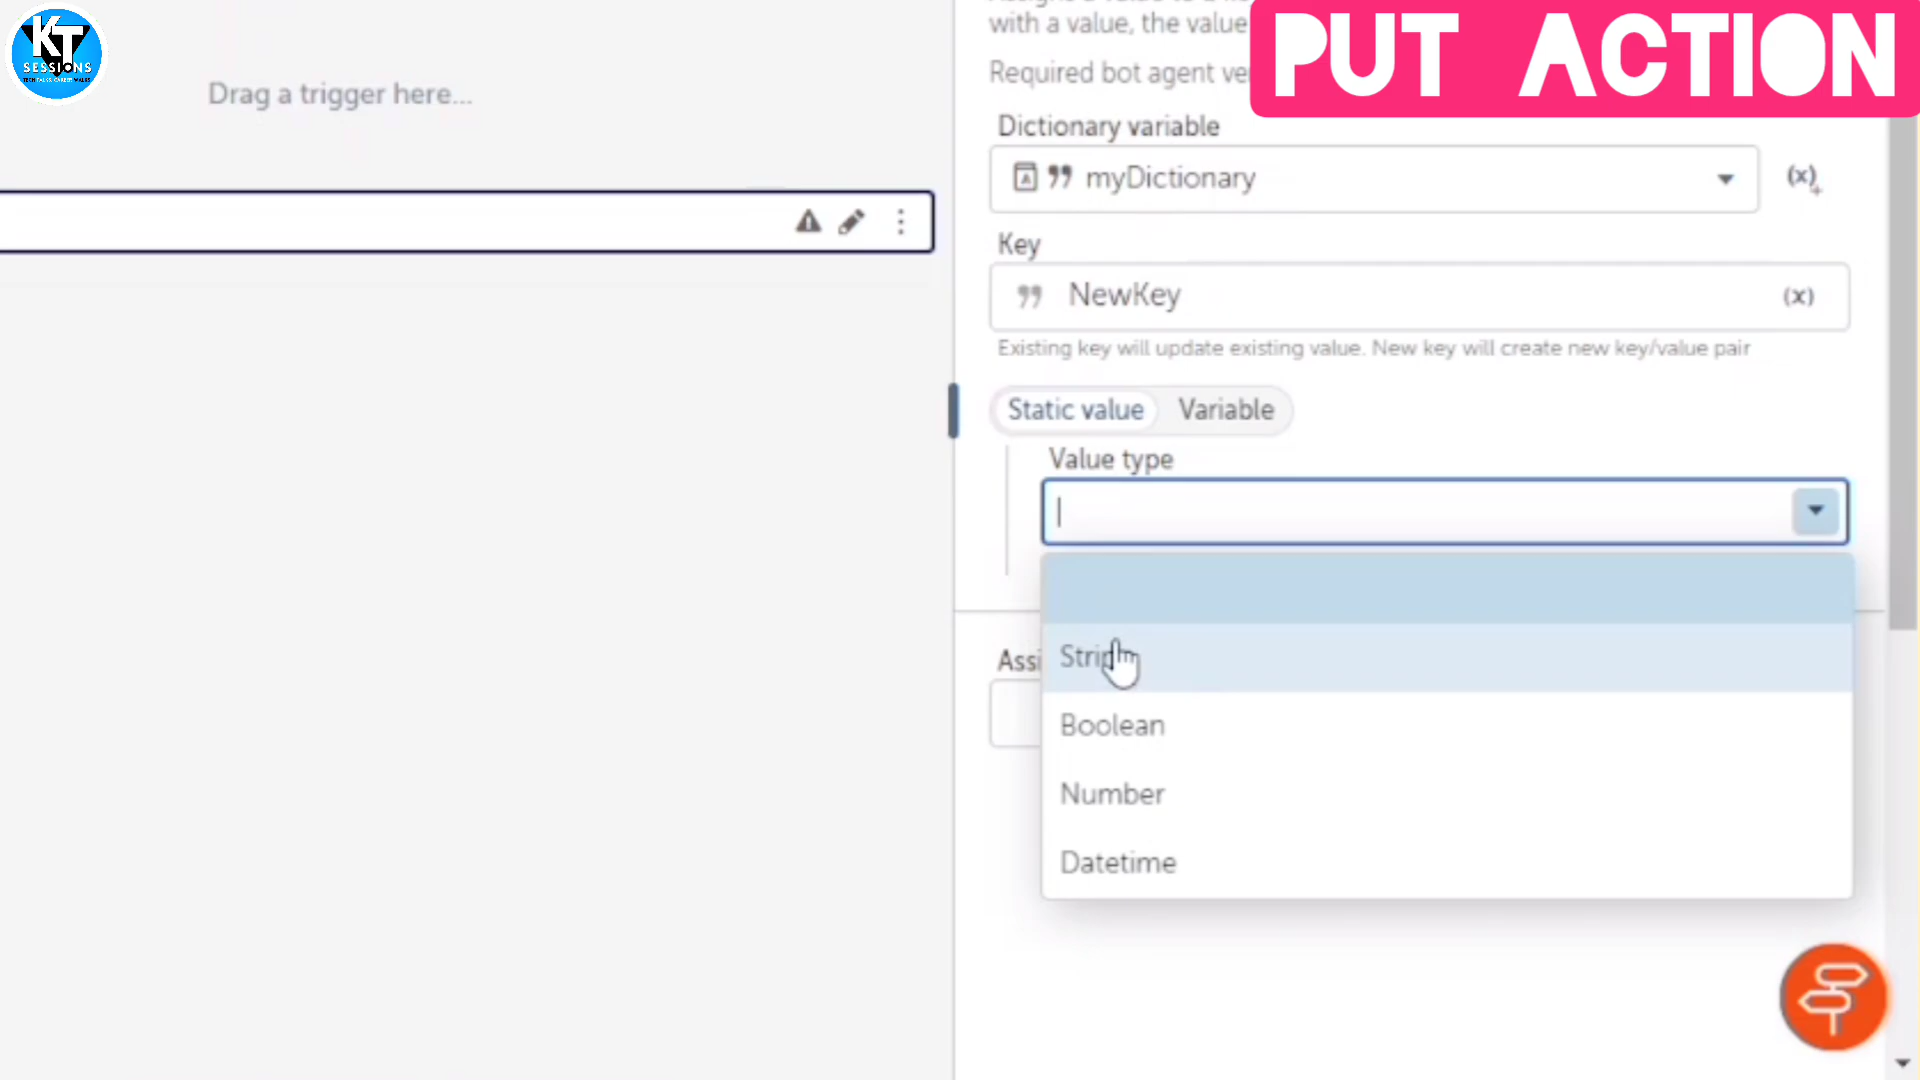 KT
SESSIONS
Drag a trigger here...
with a value, the value
Required bot agent
PUT ACTION
Dictionary variable
myDictionary
(x)
Key
NewKey
(x)
Existing key will update existing value. New key will create new key/value pair
Static value
Variable
Value type
Boolean
Number
Datetime